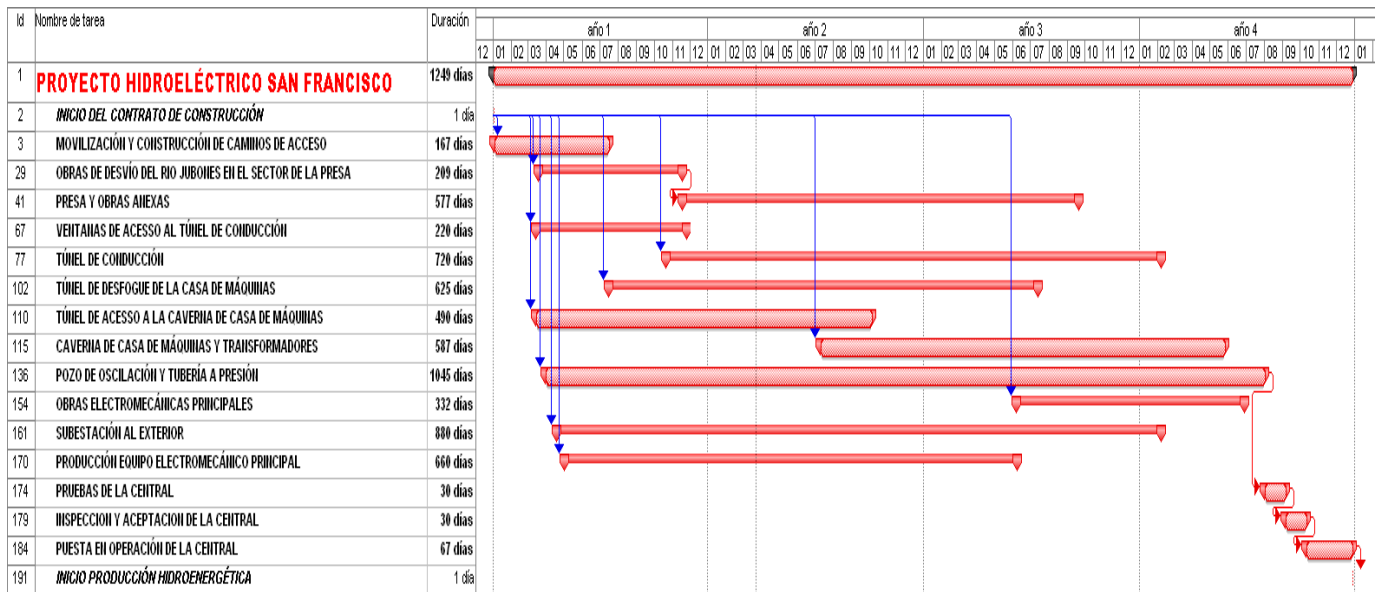 Id Nombre de tarea Duración
año 1 año 2 año 3 año 4
12 01 02 03 04 05 06 07 08 09 10 11 12 01 02 03 04 05 06 07 08 09 10 11 12 01 02 03 04 05 06 07 08 09 10 11 12 01 02 03 04 05 06 07 08 09 10 11 12 01
1 PROYECTO HIDROELÉCTRICO SAN FRANCISCO 1249 días
2 INICIO DEL CONTRATO DE CONSTRUCCIÓN 1 día
3 MOVILIZACIÓN Y CONSTRUCCIÓN DE CAMINOS DE ACCESO 167 días
29 OBRAS DE DESVÍO DEL RIO JUBONES EN EL SECTOR DE LA PRESA 209 días
41 PRESA Y OBRAS ANEXAS 577 días
67 VENTANAS DE ACESSO AL TÚNEL DE CONDUCCIÓN 220 días
77 TÚNEL DE CONDUCCIÓN 720 días
102 TÚNEL DE DESFOGUE DE LA CASA DE MÁQUINAS 625 días
110 TÚNEL DE ACESSO A LA CAVERNA DE CASA DE MÁQUINAS 490 días
115 CAVERNA DE CASA DE MÁQUINAS Y TRANSFORMADORES 587 días
136 POZO DE OSCILACIÓN Y TUBERÍA A PRESIÓN 1045 días
154 OBRAS ELECTROMECÁNICAS PRINCIPALES 332 días
161 SUBESTACIÓN AL EXTERIOR 880 días
170 PRODUCCIÓN EQUIPO ELECTROMECÁNICO PRINCIPAL 660 días
174 PRUEBAS DE LA CENTRAL 30 días
179 INSPECCION Y ACEPTACION DE LA CENTRAL 30 días
184 PUESTA EN OPERACIÓN DE LA CENTRAL 67 días
191 INICIO PRODUCCIÓN HIDROENERGÉTICA 1 día